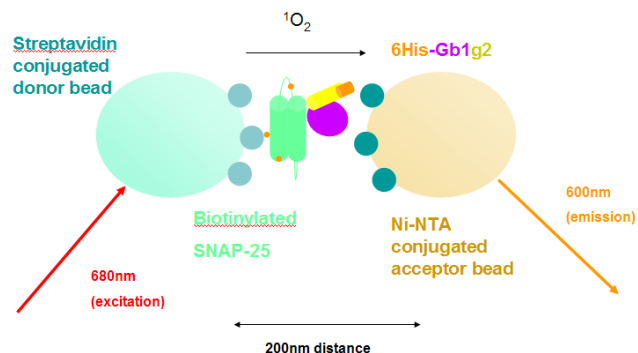 ¹O₂
Streptavidin
conjugated
donor bead
6His-Gb1g2
Biotinylated
SNAP-25
Ni-NTA
conjugated
acceptor bead
680nm
(excitation)
600nm
(emission)
200nm distance